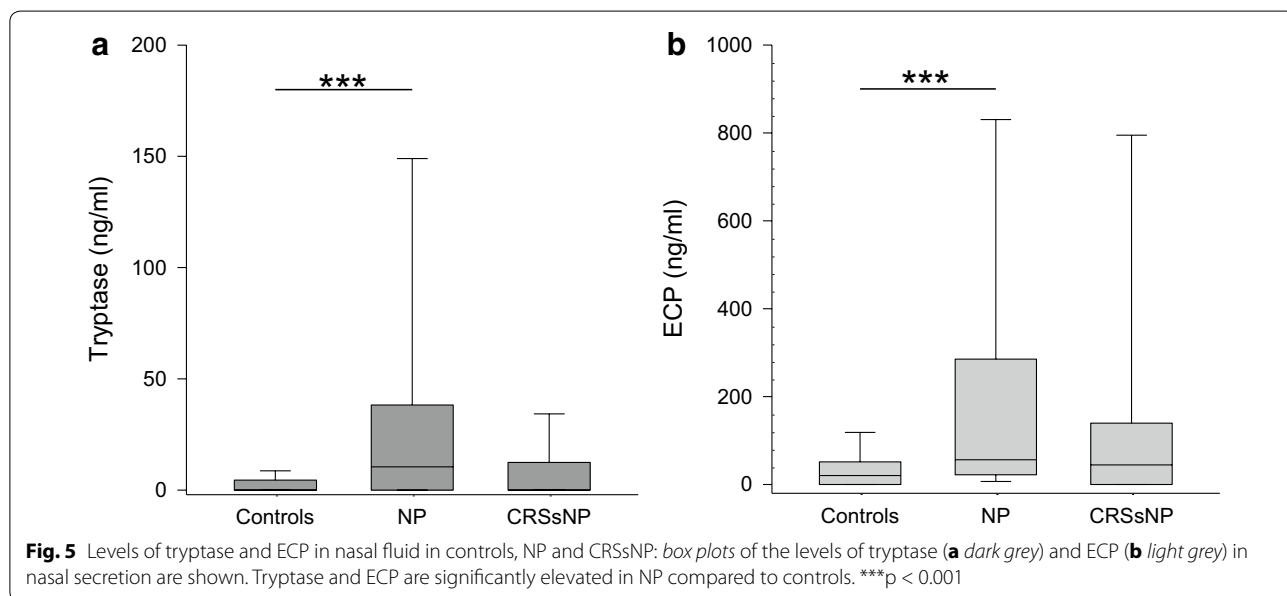 a
200
150
100
50
0
Tryptase (ng/ml)
***
Controls NP CRSsNP
b
1000
800
600
400
200
0
ECP (ng/ml)
***
Controls NP CRSsNP
Fig. 5 Levels of tryptase and ECP in nasal fluid in controls, NP and CRSsNP: box plots of the levels of tryptase (a dark grey) and ECP (b light grey) in
nasal secretion are shown. Tryptase and ECP are significantly elevated in NP compared to controls. ***p < 0.001